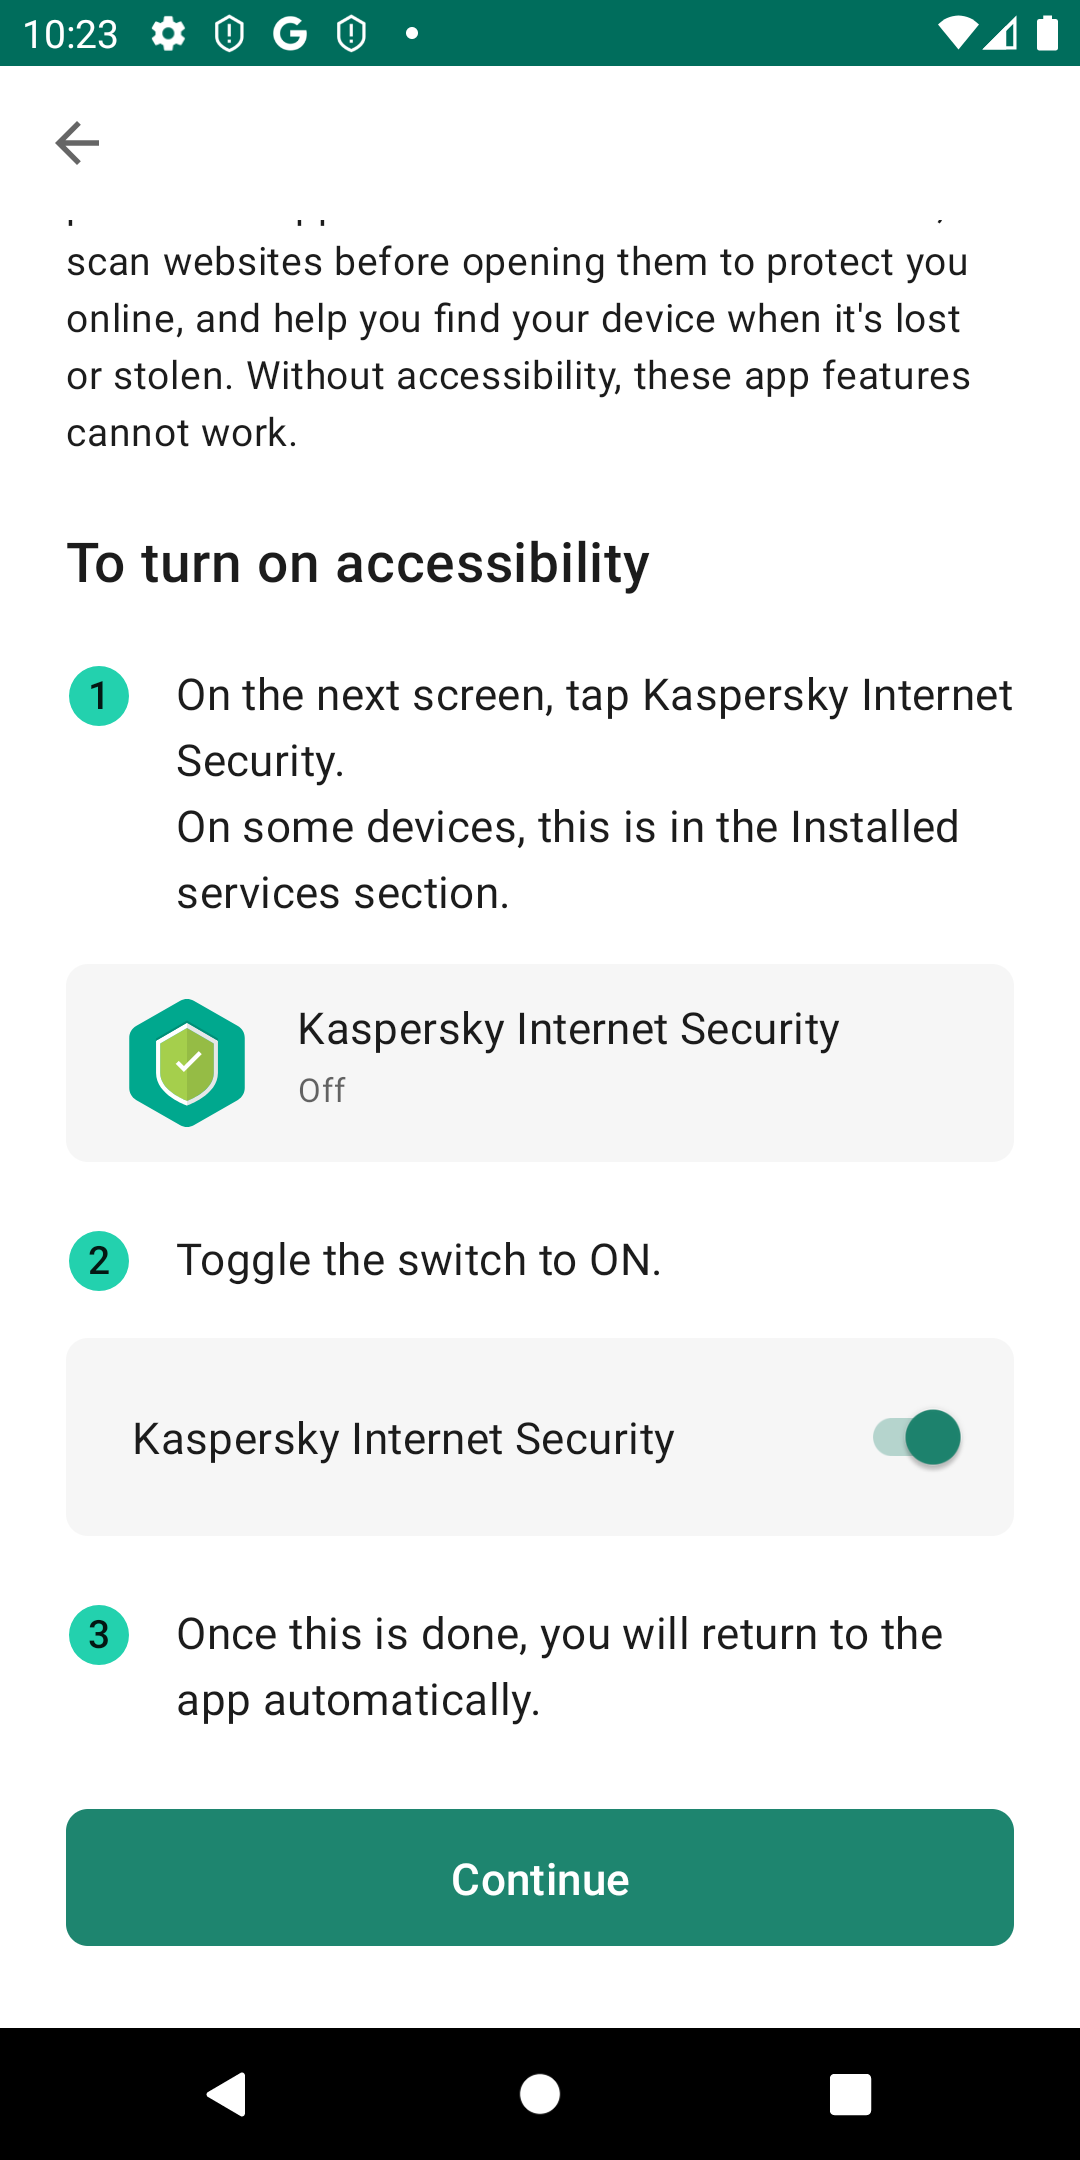 10:23
scan websites before opening them to protect you
online, and help you find your device when it's lost
or stolen. Without accessibility, these app features
cannot work.
To turn on accessibility
1 On the next screen, tap Kaspersky Internet
Security.
On some devices, this is in the Installed
services section.
Kaspersky Internet Security
Off
2 Toggle the switch to ON.
Kaspersky Internet Security
3 Once this is done, you will return to the
app automatically.
Continue